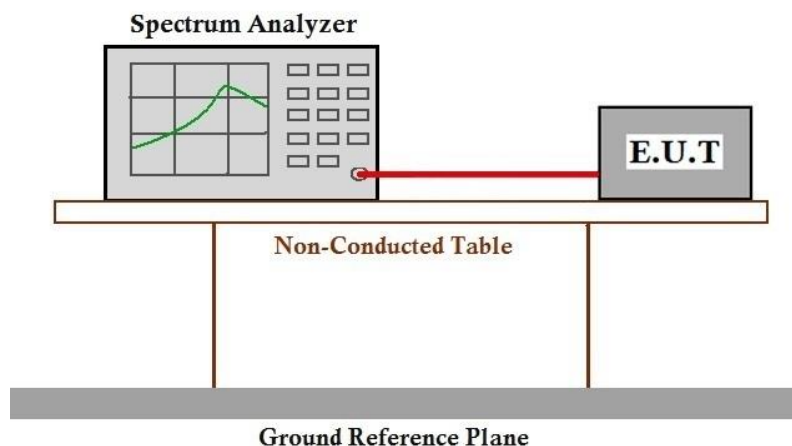 Spectrum Analyzer
E.U.T
Non-Conducted Table
Ground Reference Plane